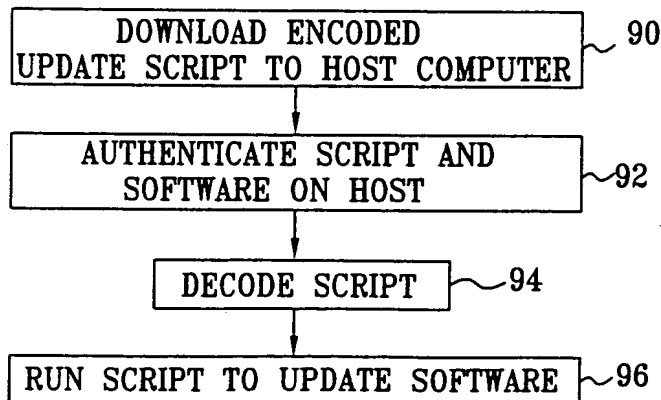 DOWNLOAD ENCODED
UPDATE SCRIPT TO HOST COMPUTER
90
AUTHENTICATE SCRIPT AND
SOFTWARE ON HOST
92
DECODE SCRIPT
94
RUN SCRIPT TO UPDATE SOFTWARE
96